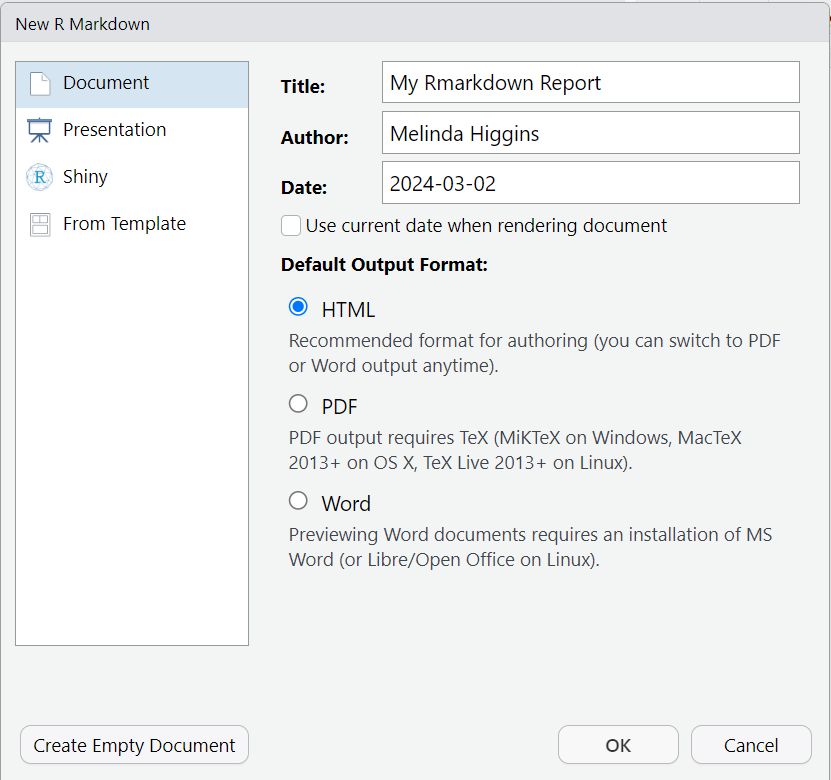 New R Markdown
Document
Presentation
Shiny
From Template
Title:
My Rmarkdown Report
Author:
Melinda Higgins
Date:
2024-03-02
Use current date when rendering document
Default Output Format:
HTML
Recommended format for authoring (you can switch to PDF
or Word output anytime).
PDF
PDF output requires TeX (MiKTeX on Windows, MacTeX
2013+ on OS X, TeX Live 2013+ on Linux).
Word
Previewing Word documents requires an installation of MS
Word (or Libre/Open Office on Linux).
Create Empty Document
OK
Cancel